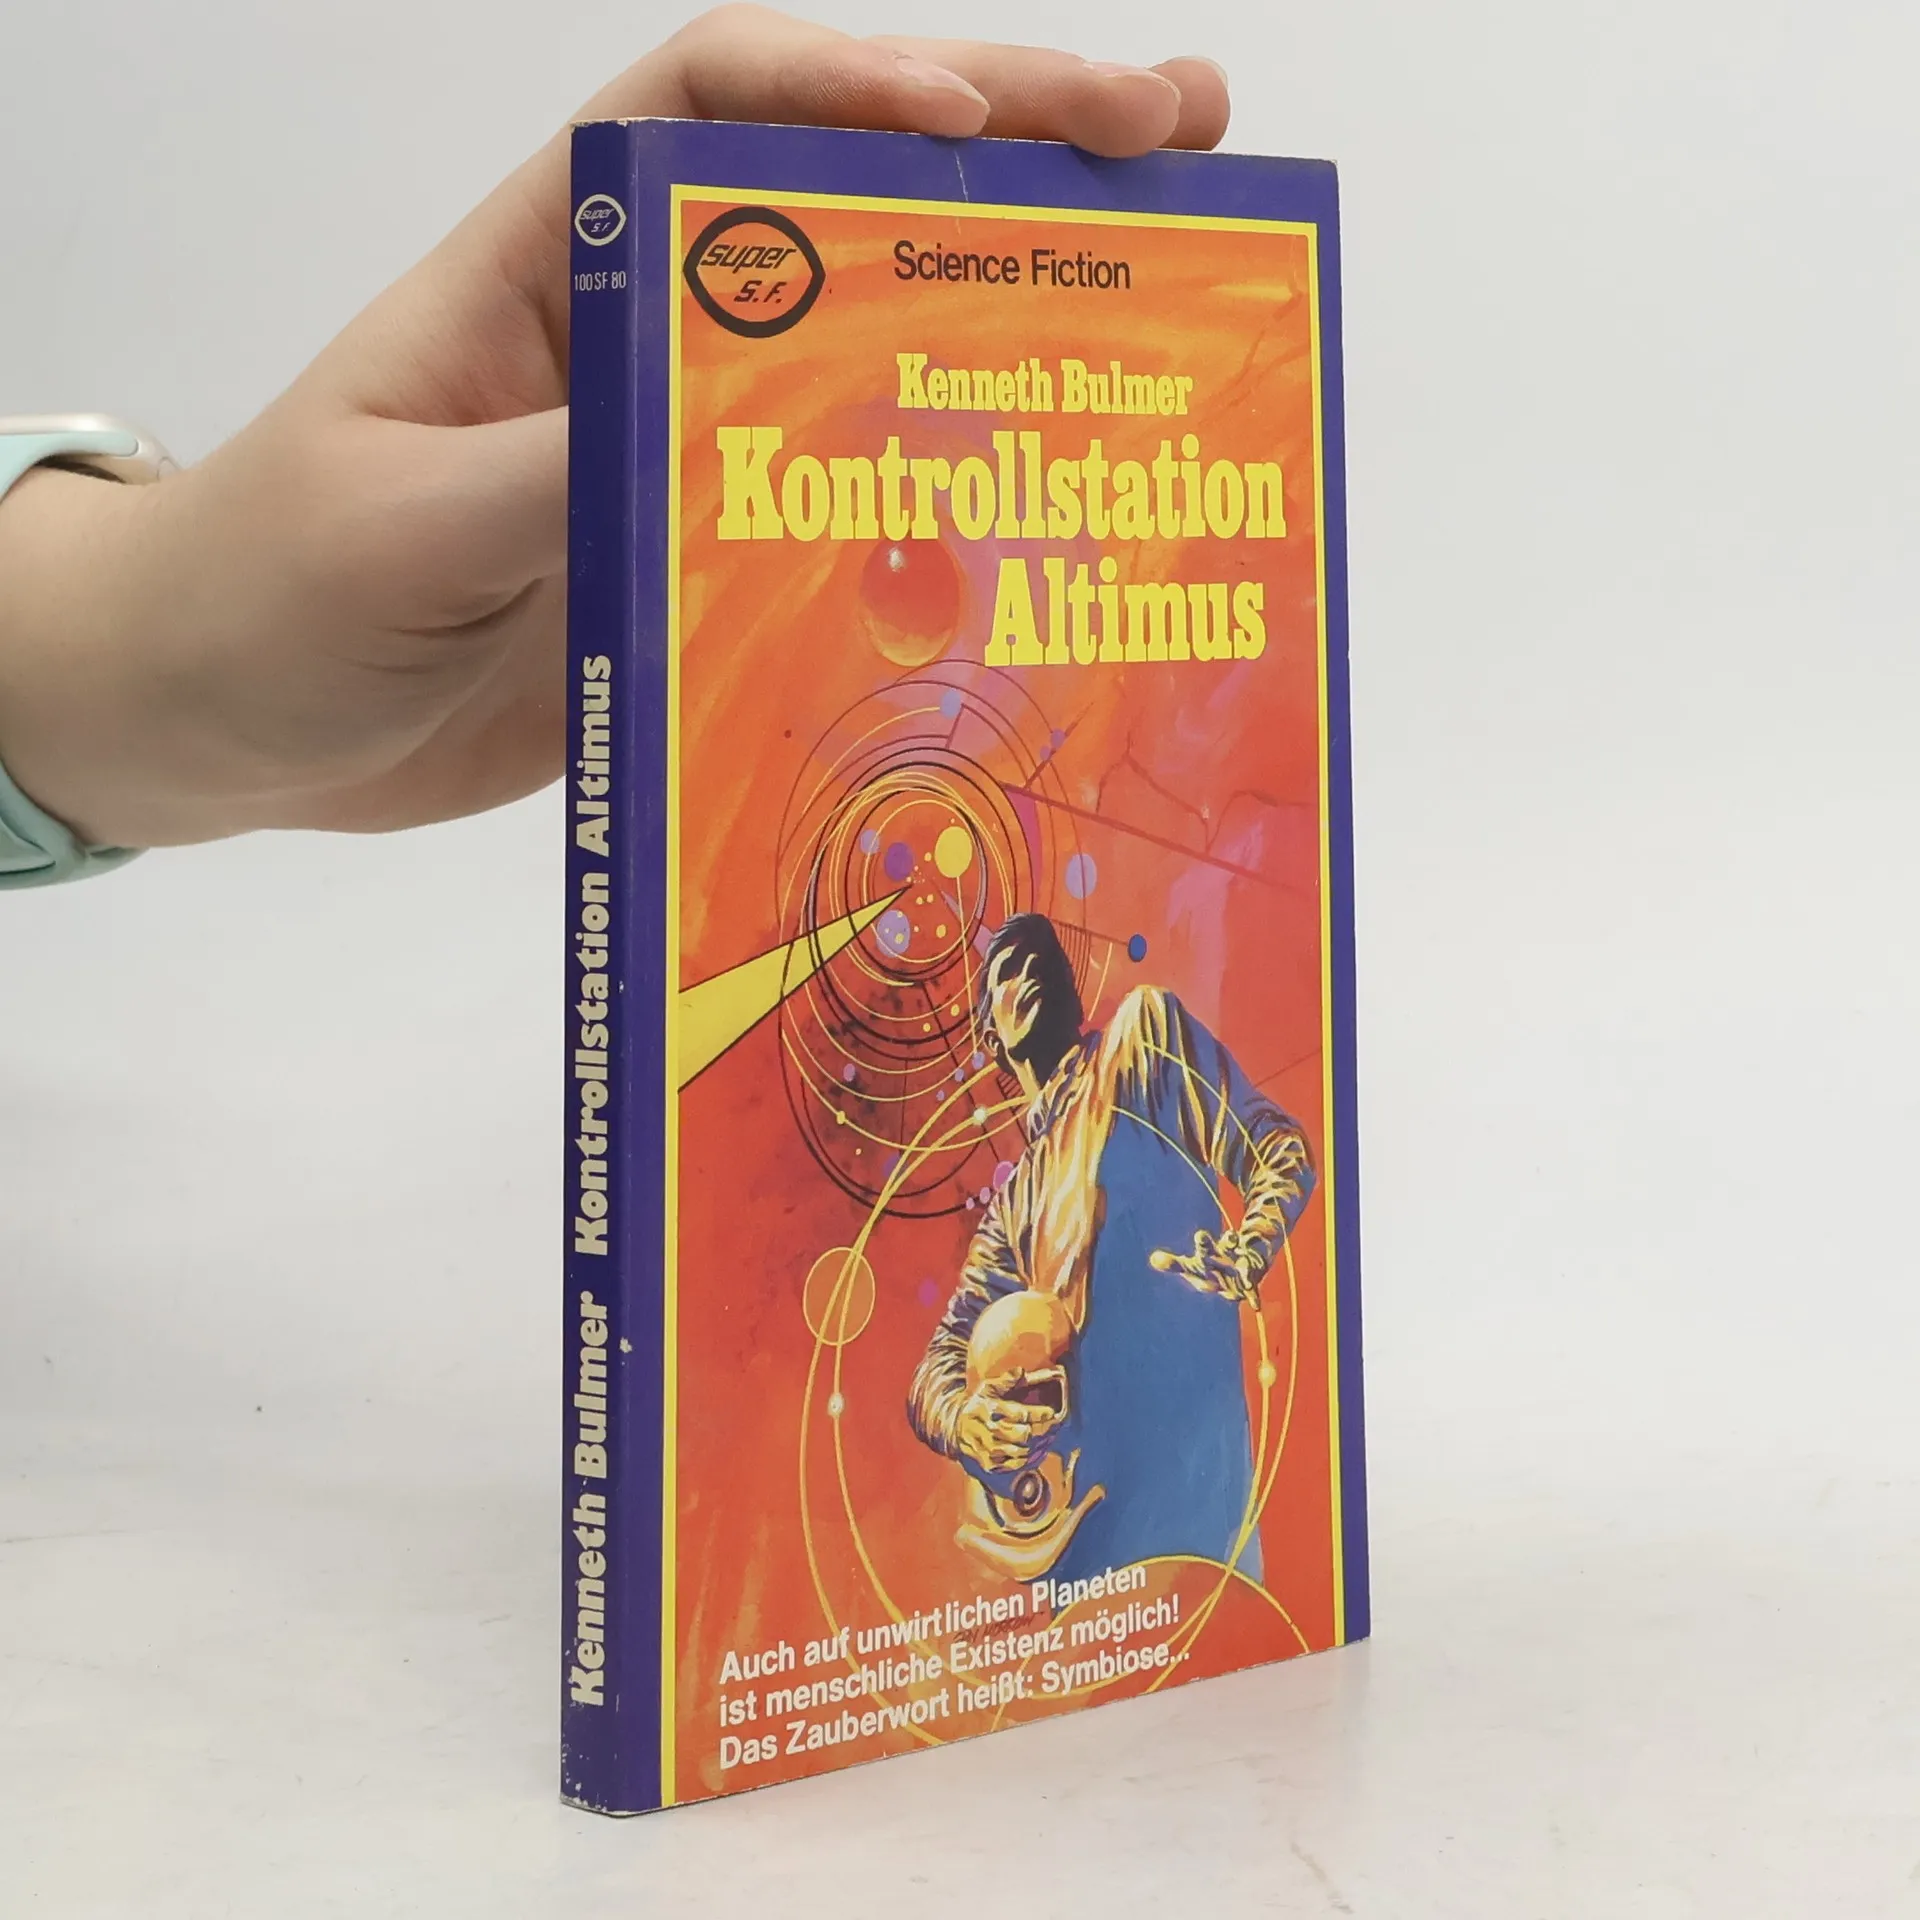 super
S.F.
100 SF 80
Kenneth Bulmer Kontrollstation Altimus
super
S.F.
Science Fiction
Kenneth Bulmer
Kontrollstation
Altimus
Auch auf unwirtlichen Planeten
ist menschliche Existenz möglich!
Das Zauberwort heißt: Symbiose...